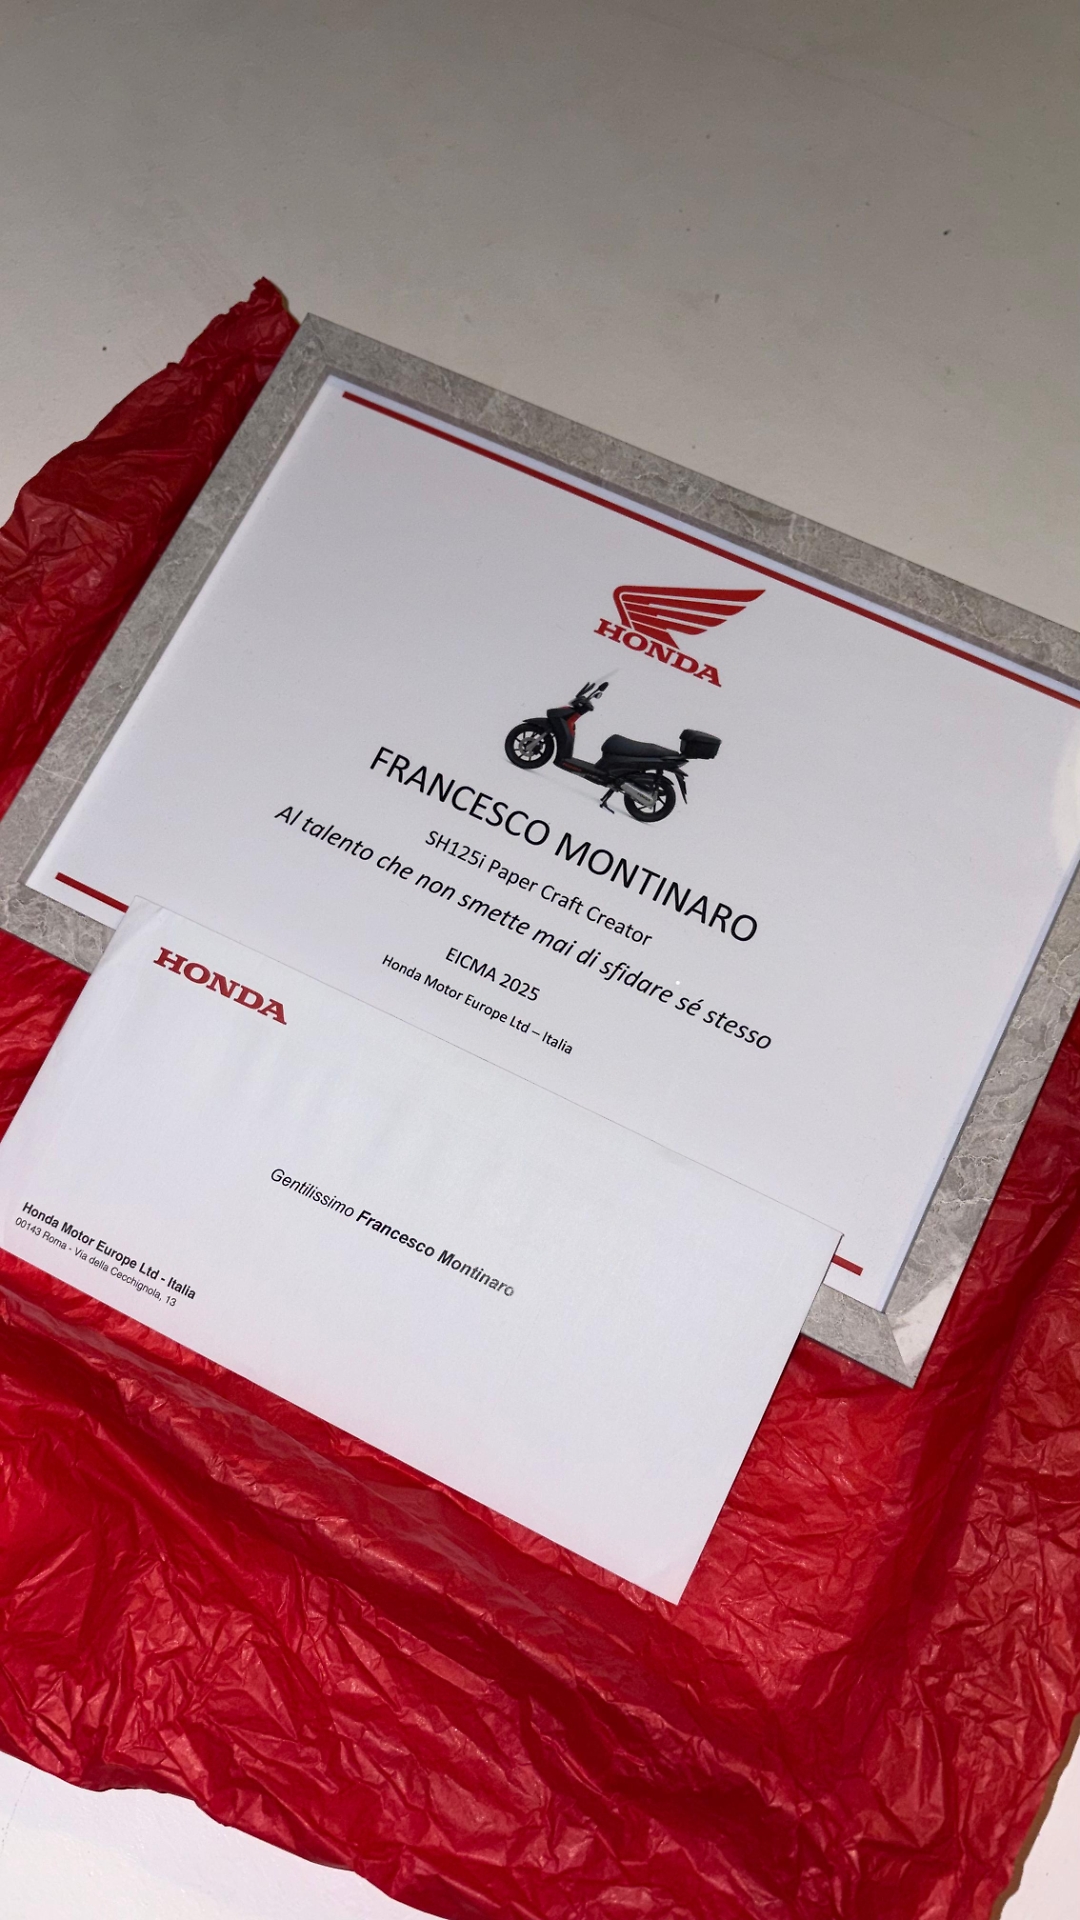 HONDA
FRANCESCO MONTINARO
SH125i Paper Craft Creator
Al talento che non smette mai di sfidare sé stesso
EICMA 2025
Honda Motor Europe Ltd – Italia
HONDA
Gentilissimo Francesco Montinaro
Honda Motor Europe Ltd - Italia
00143 Roma - Via della Cecchignola, 13